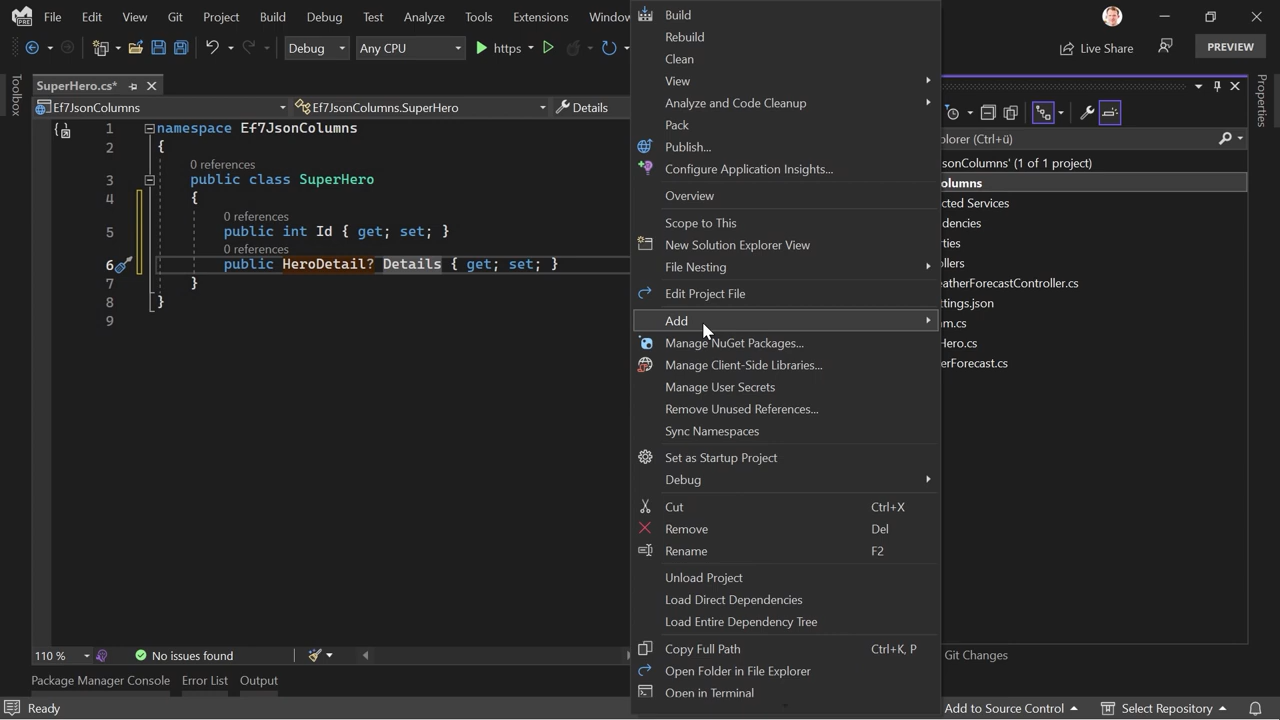 File Edit View Git Project Build Debug Test Analyze Tools Extensions Window
PRE
Debug Any CPU https
Live Share PREVIEW
Toolbox
SuperHero.cs*
Ef7JsonColumns Ef7JsonColumns.SuperHero Details
1 namespace Ef7JsonColumns
2 {
0 references
3 public class SuperHero
4 {
0 references
5 public int Id { get; set; }
0 references
6 public HeroDetail? Details { get; set; }
7 }
8 }
9
110 % No issues found
Package Manager Console Error List Output
Ready
Build
Rebuild
Clean
View
Analyze and Code Cleanup
Pack
Publish...
Configure Application Insights...
Overview
Scope to This
New Solution Explorer View
File Nesting
Edit Project File
Add
Manage NuGet Packages...
Manage Client-Side Libraries...
Manage User Secrets
Remove Unused References...
Sync Namespaces
Set as Startup Project
Debug
Cut Ctrl+X
Remove Del
Rename F2
Unload Project
Load Direct Dependencies
Load Entire Dependency Tree
Copy Full Path Ctrl+K, P
Open Folder in File Explorer
Open in Terminal
plorer (Ctrl+ü)
sonColumns' (1 of 1 project)
olumns
cted Services
dencies
rties
llers
eatherForecastController.cs
ttings.json
am.cs
Hero.cs
erForecast.cs
Properties
Git Changes
Add to Source Control Select Repository